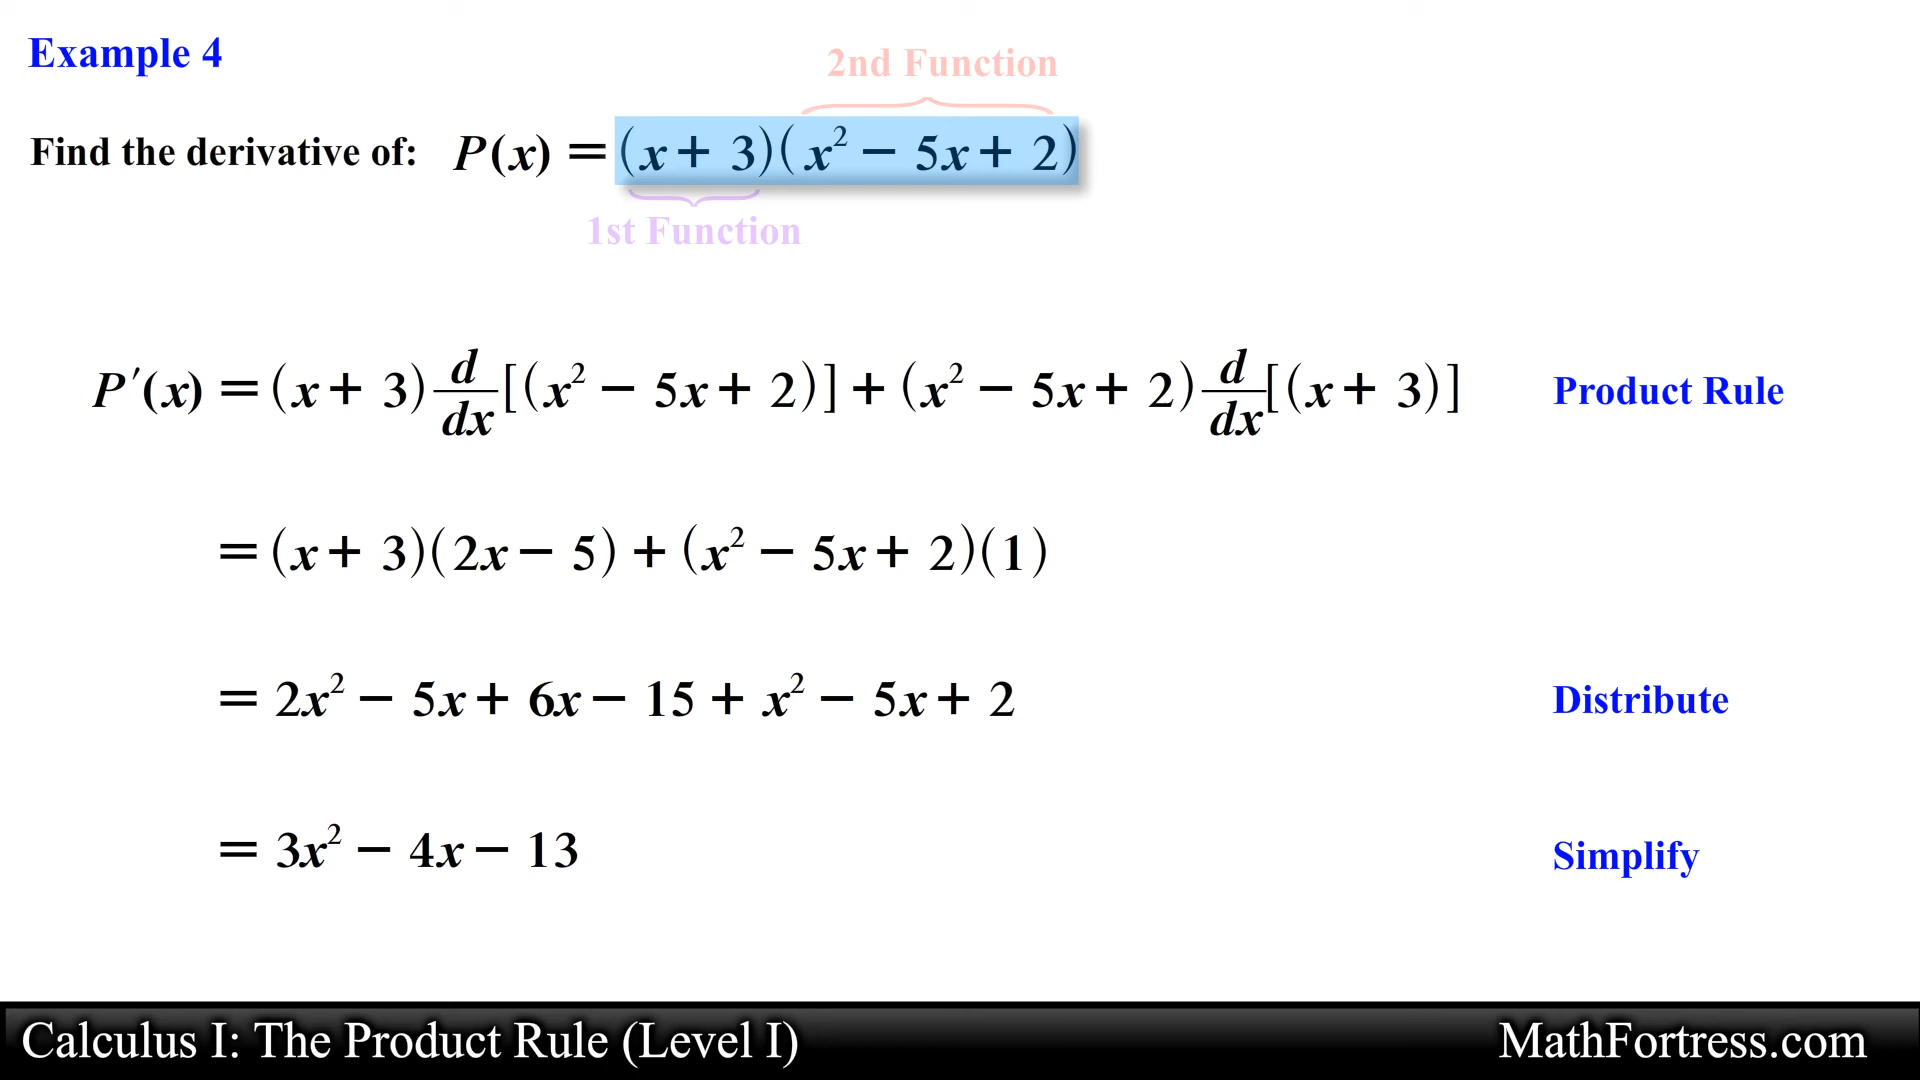 Example 4
2nd Function
Find the derivative of: P(x) = (x + 3)(x² − 5x + 2)
1st Function
P′(x) = (x + 3) d/dx [(x² − 5x + 2)] + (x² − 5x + 2) d/dx [(x + 3)] Product Rule
= (x + 3)(2x − 5) + (x² − 5x + 2)(1)
= 2x² − 5x + 6x − 15 + x² − 5x + 2 Distribute
= 3x² − 4x − 13 Simplify
Calculus I: The Product Rule (Level I) MathFortress.com